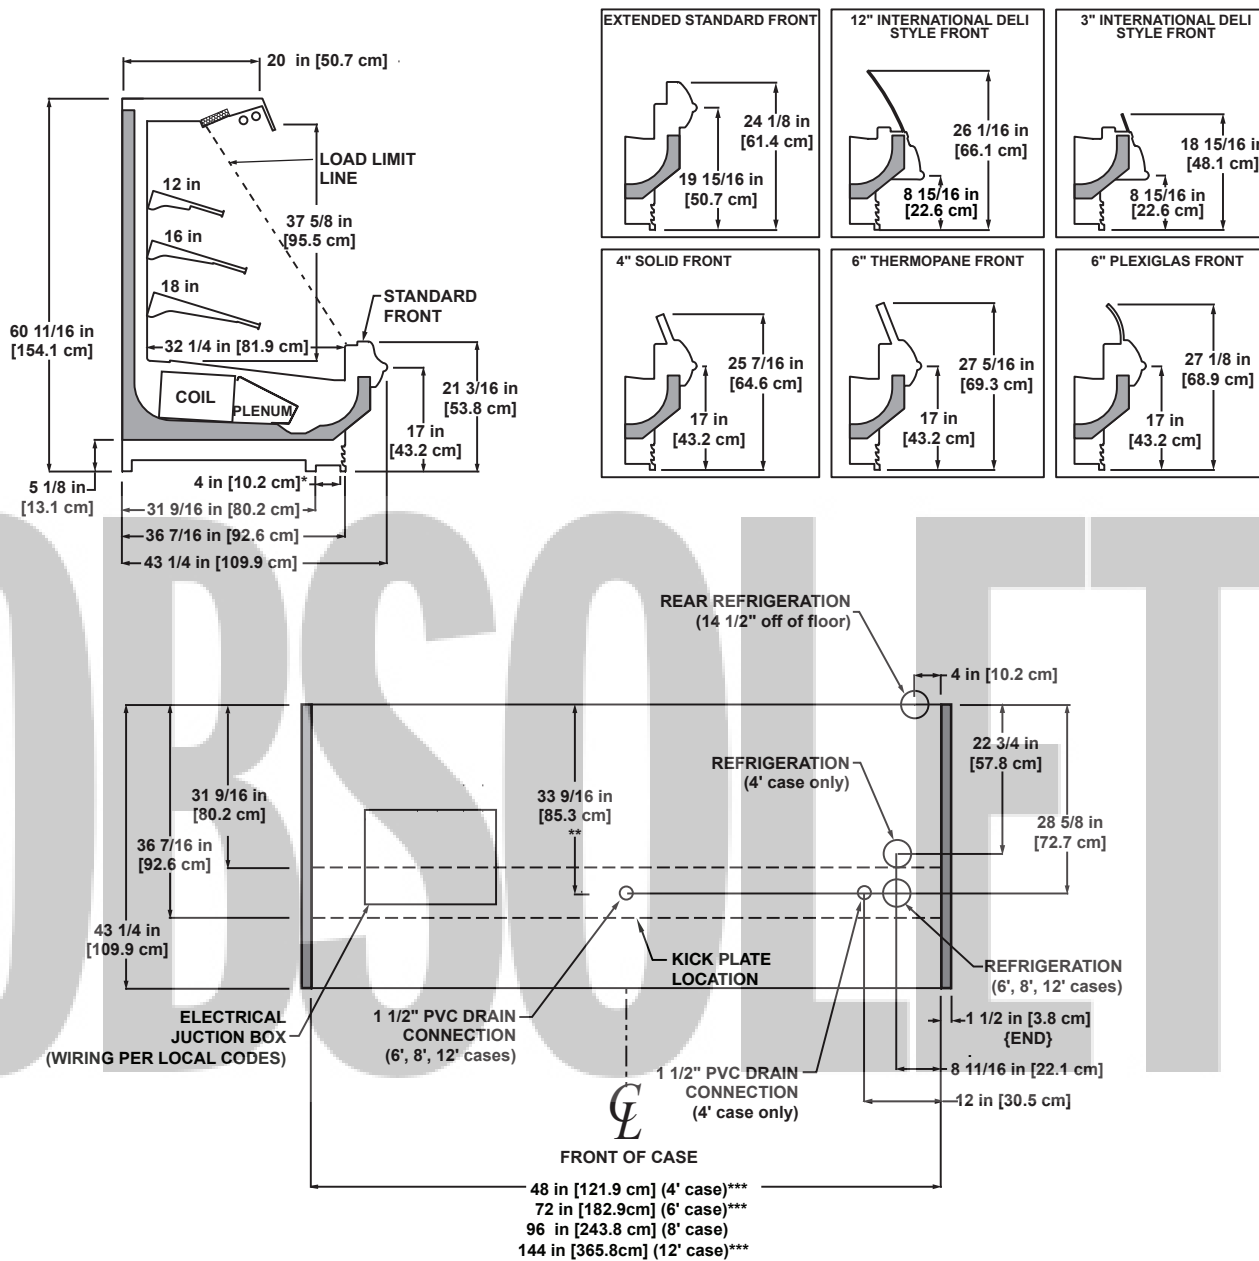 20 in [50.7 cm]
60 11/16 in
[154.1 cm]
LOAD LIMIT
LINE
12 in
16 in
18 in
37 5/8 in
[95.5 cm]
STANDARD
FRONT
32 1/4 in [81.9 cm]
COIL
PLENUM
21 3/16 in
[53.8 cm]
17 in
[43.2 cm]
5 1/8 in
[13.1 cm]
4 in [10.2 cm]*
31 9/16 in [80.2 cm]
36 7/16 in [92.6 cm]
43 1/4 in [109.9 cm]
EXTENDED STANDARD FRONT
24 1/8 in
[61.4 cm]
19 15/16 in
[50.7 cm]
12" INTERNATIONAL DELI
STYLE FRONT
26 1/16 in
[66.1 cm]
8 15/16 in
[22.6 cm]
3" INTERNATIONAL DELI
STYLE FRONT
18 15/16 in
[48.1 cm]
8 15/16 in
[22.6 cm]
4" SOLID FRONT
25 7/16 in
[64.6 cm]
17 in
[43.2 cm]
6" THERMOPANE FRONT
27 5/16 in
[69.3 cm]
17 in
[43.2 cm]
6" PLEXIGLAS FRONT
27 1/8 in
[68.9 cm]
17 in
[43.2 cm]
OBSOLET
REAR REFRIGERATION
(14 1/2" off of floor)
4 in [10.2 cm]
22 3/4 in
[57.8 cm]
REFRIGERATION
(4' case only)
28 5/8 in
[72.7 cm]
31 9/16 in
[80.2 cm]
33 9/16 in
[85.3 cm]
**
36 7/16 in
[92.6 cm]
43 1/4 in
[109.9 cm]
KICK PLATE
LOCATION
REFRIGERATION
(6', 8', 12' cases)
ELECTRICAL
JUCTION BOX
(WIRING PER LOCAL CODES)
1 1/2" PVC DRAIN
CONNECTION
(6', 8', 12' cases)
1 1/2 in [3.8 cm]
{END}
1 1/2" PVC DRAIN
CONNECTION
(4' case only)
8 11/16 in [22.1 cm]
12 in [30.5 cm]
CL
FRONT OF CASE
48 in [121.9 cm] (4' case)***
72 in [182.9cm] (6' case)***
96 in [243.8 cm] (8' case)
144 in [365.8cm] (12' case)***